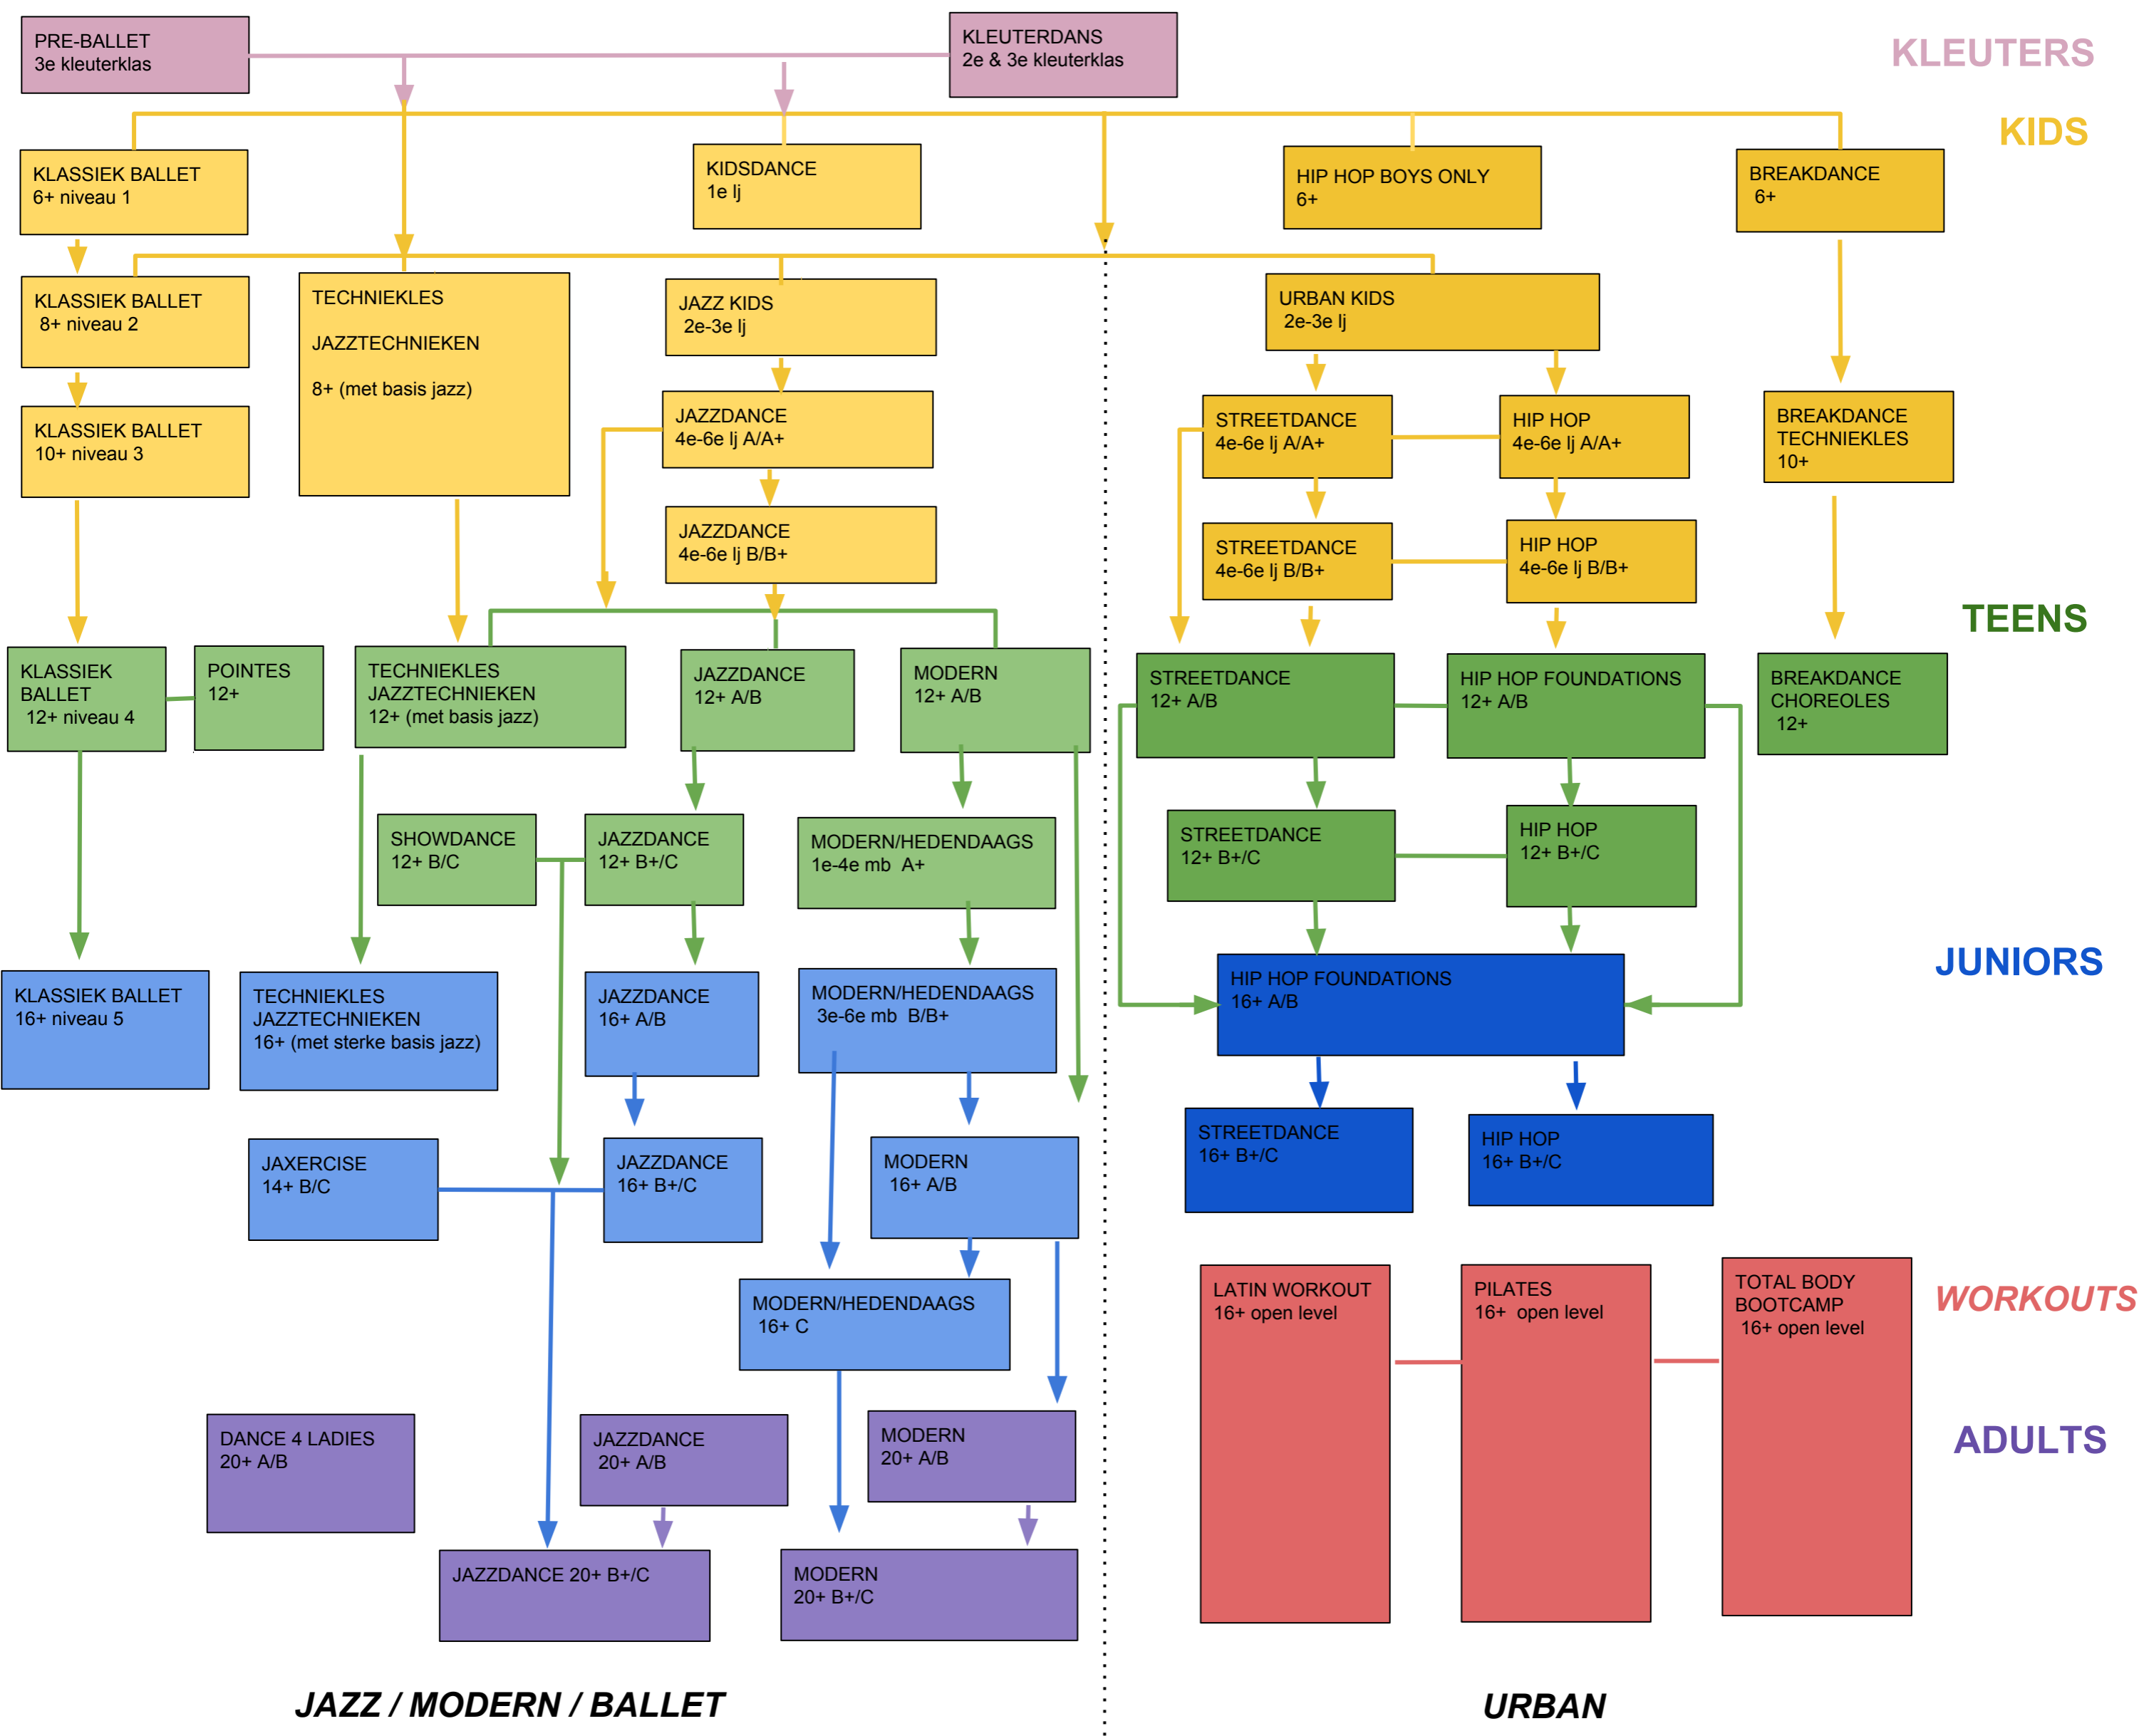 PRE-BALLET
3e kleuterklas
KLEUTERDANS
2e & 3e kleuterklas
KLEUTERS
KIDS
KLASSIEK BALLET
6+ niveau 1
KIDSDANCE
1e lj
HIP HOP BOYS ONLY
6+
BREAKDANCE
6+
KLASSIEK BALLET
8+ niveau 2
TECHNIEKLES
JAZZTECHNIEKEN
8+ (met basis jazz)
JAZZ KIDS
2e-3e lj
URBAN KIDS
2e-3e lj
KLASSIEK BALLET
10+ niveau 3
JAZZDANCE
4e-6e lj A/A+
STREETDANCE
4e-6e lj A/A+
HIP HOP
4e-6e lj A/A+
BREAKDANCE
TECHNIEKLES
10+
JAZZDANCE
4e-6e lj B/B+
STREETDANCE
4e-6e lj B/B+
HIP HOP
4e-6e lj B/B+
TEENS
KLASSIEK
BALLET
12+ niveau 4
POINTES
12+
TECHNIEKLES
JAZZTECHNIEKEN
12+ (met basis jazz)
JAZZDANCE
12+ A/B
MODERN
12+ A/B
STREETDANCE
12+ A/B
HIP HOP FOUNDATIONS
12+ A/B
BREAKDANCE
CHOREOLES
12+
SHOWDANCE
12+ B/C
JAZZDANCE
12+ B+/C
MODERN/HEDENDAAGS
1e-4e mb A+
STREETDANCE
12+ B+/C
HIP HOP
12+ B+/C
JUNIORS
KLASSIEK BALLET
16+ niveau 5
TECHNIEKLES
JAZZTECHNIEKEN
16+ (met sterke basis jazz)
JAZZDANCE
16+ A/B
MODERN/HEDENDAAGS
3e-6e mb B/B+
HIP HOP FOUNDATIONS
16+ A/B
JAXERCISE
14+ B/C
JAZZDANCE
16+ B+/C
MODERN
16+ A/B
STREETDANCE
16+ B+/C
HIP HOP
16+ B+/C
MODERN/HEDENDAAGS
16+ C
LATIN WORKOUT
16+ open level
PILATES
16+ open level
TOTAL BODY
BOOTCAMP
16+ open level
WORKOUTS
DANCE 4 LADIES
20+ A/B
JAZZDANCE
20+ A/B
MODERN
20+ A/B
ADULTS
JAZZDANCE 20+ B+/C
MODERN
20+ B+/C
JAZZ / MODERN / BALLET
URBAN